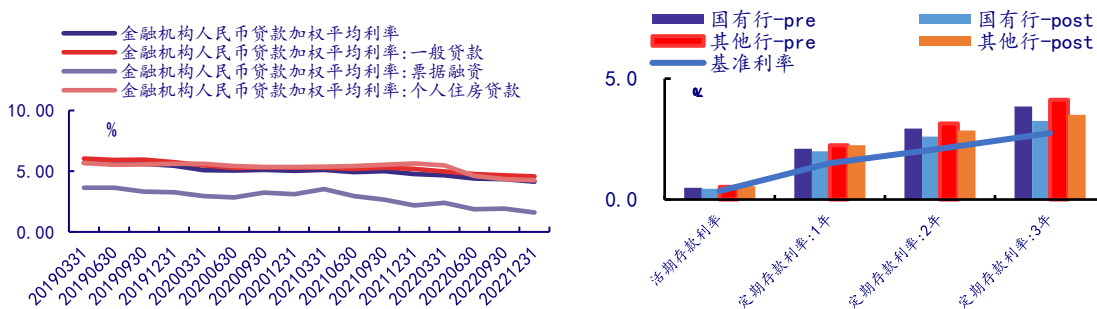 金融机构人民币贷款加权平均利率
金融机构人民币贷款加权平均利率:一般贷款
金融机构人民币贷款加权平均利率:票据融资
金融机构人民币贷款加权平均利率:个人住房贷款
10.00
%
5.00
0.00
20190331
20190630
20190930
20191231
20200331
20200630
20200930
20201231
20210331
20210630
20210930
20211231
20220331
20220630
20220930
20221231
国有行-pre
国有行-post
其他行-pre
其他行-post
基准利率
5.0
%
0.0
活期存款利率
定期存款利率:1年
定期存款利率:2年
定期存款利率:3年